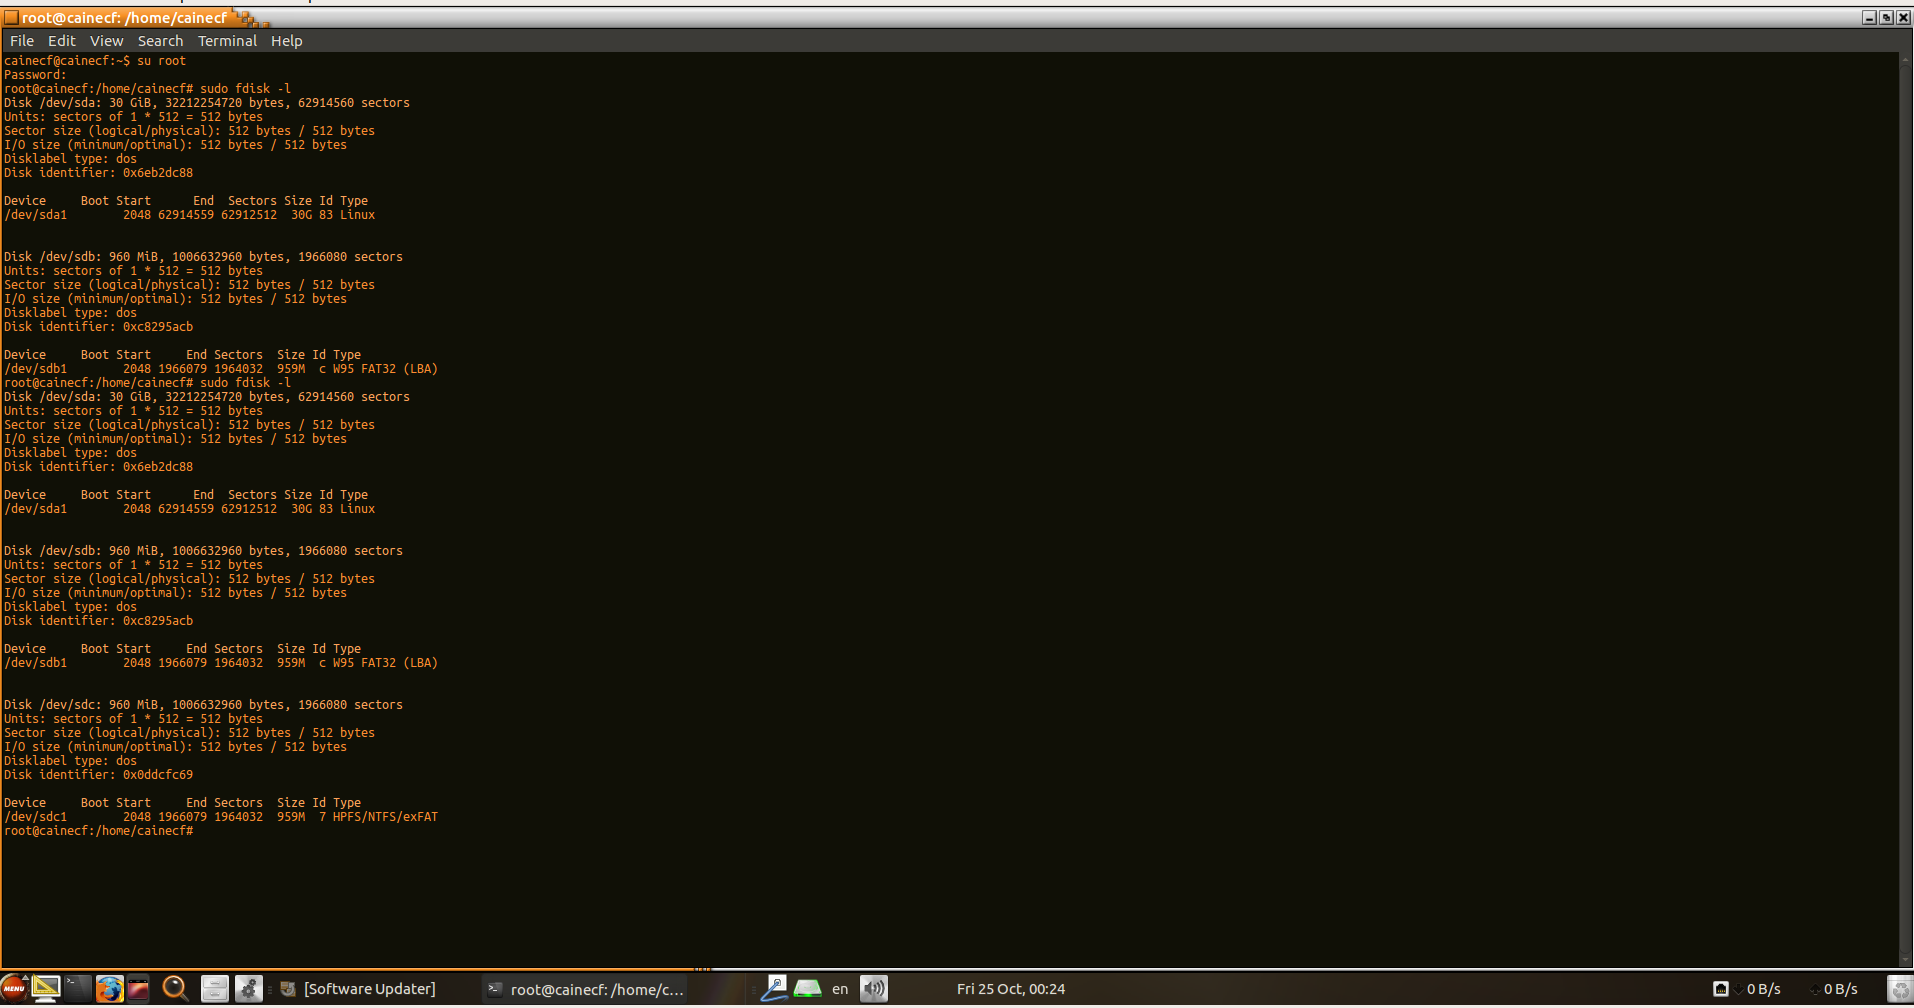 root@cainecf: /home/cainecf
File Edit View Search Terminal Help
cainecf@cainecf:~$ su root
Password:
root@cainecf:/home/cainecf# sudo fdisk -l
Disk /dev/sda: 30 GiB, 32212254720 bytes, 62914560 sectors
Units: sectors of 1 * 512 = 512 bytes
Sector size (logical/physical): 512 bytes / 512 bytes
I/O size (minimum/optimal): 512 bytes / 512 bytes
Disklabel type: dos
Disk identifier: 0x6eb2dc88
Device     Boot Start      End  Sectors Size Id Type
/dev/sda1        2048 62914559 62912512  30G 83 Linux
Disk /dev/sdb: 960 MiB, 1006632960 bytes, 1966080 sectors
Units: sectors of 1 * 512 = 512 bytes
Sector size (logical/physical): 512 bytes / 512 bytes
I/O size (minimum/optimal): 512 bytes / 512 bytes
Disklabel type: dos
Disk identifier: 0xc8295acb
Device     Boot Start     End Sectors  Size Id Type
/dev/sdb1        2048 1966079 1964032  959M  c W95 FAT32 (LBA)
root@cainecf:/home/cainecf# sudo fdisk -l
Disk /dev/sda: 30 GiB, 32212254720 bytes, 62914560 sectors
Units: sectors of 1 * 512 = 512 bytes
Sector size (logical/physical): 512 bytes / 512 bytes
I/O size (minimum/optimal): 512 bytes / 512 bytes
Disklabel type: dos
Disk identifier: 0x6eb2dc88
Device     Boot Start      End  Sectors Size Id Type
/dev/sda1        2048 62914559 62912512  30G 83 Linux
Disk /dev/sdb: 960 MiB, 1006632960 bytes, 1966080 sectors
Units: sectors of 1 * 512 = 512 bytes
Sector size (logical/physical): 512 bytes / 512 bytes
I/O size (minimum/optimal): 512 bytes / 512 bytes
Disklabel type: dos
Disk identifier: 0xc8295acb
Device     Boot Start     End Sectors  Size Id Type
/dev/sdb1        2048 1966079 1964032  959M  c W95 FAT32 (LBA)
Disk /dev/sdc: 960 MiB, 1006632960 bytes, 1966080 sectors
Units: sectors of 1 * 512 = 512 bytes
Sector size (logical/physical): 512 bytes / 512 bytes
I/O size (minimum/optimal): 512 bytes / 512 bytes
Disklabel type: dos
Disk identifier: 0x0ddcfc69
Device     Boot Start     End Sectors  Size Id Type
/dev/sdc1        2048 1966079 1964032  959M  7 HPFS/NTFS/exFAT
root@cainecf:/home/cainecf#
MENU [Software Updater] root@cainecf: /home/c... en Fri 25 Oct, 00:24 0 B/s 0 B/s